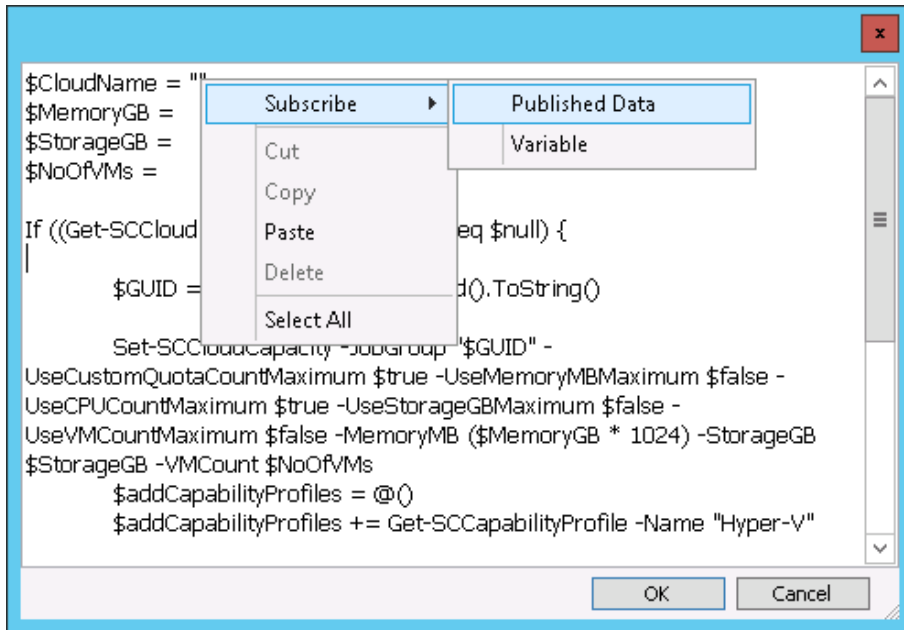 x
$CloudName = ""
Subscribe
Published Data
$MemoryGB =
$StorageGB =
Cut
Variable
$NoOfVMs =
Copy
If ((Get-SCCloud
Paste
eq $null) {
Delete
$GUID =
d().ToString()
Select All
Set-SCCloudCapacity -JobGroup "$GUID" -
UseCustomQuotaCountMaximum $true -UseMemoryMBMaximum $false -
UseCPUCountMaximum $true -UseStorageGBMaximum $false -
UseVMCountMaximum $false -MemoryMB ($MemoryGB * 1024) -StorageGB
$StorageGB -VMCount $NoOfVMs
$addCapabilityProfiles = @()
$addCapabilityProfiles += Get-SCCapabilityProfile -Name "Hyper-V"
OK
Cancel